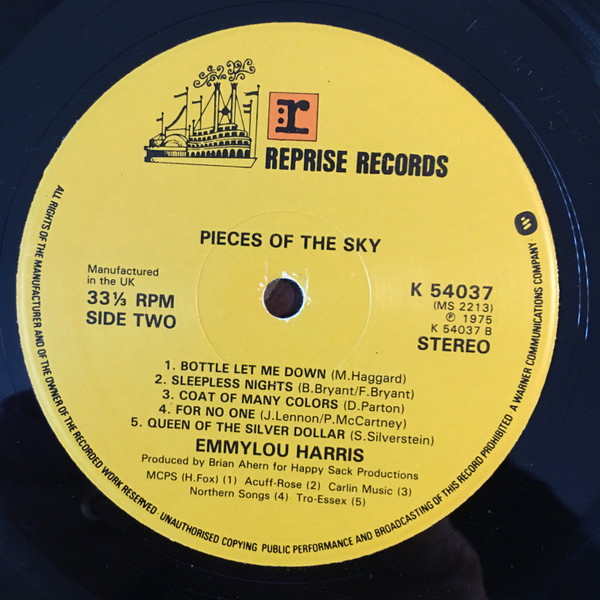 r
REPRISE RECORDS
PIECES OF THE SKY
Manufactured
in the UK
33⅓ RPM
SIDE TWO
K 54037
(MS 2213)
℗ 1975
K 54037 B
STEREO
1. BOTTLE LET ME DOWN (M.Haggard)
2. SLEEPLESS NIGHTS (B.Bryant/F.Bryant)
3. COAT OF MANY COLORS (D.Parton)
4. FOR NO ONE (J.Lennon/P.McCartney)
5. QUEEN OF THE SILVER DOLLAR (S.Silverstein)
EMMYLOU HARRIS
Produced by Brian Ahern for Happy Sack Productions
MCPS (H.Fox) (1) Acuff-Rose (2) Carlin Music (3)
Northern Songs (4) Tro-Essex (5)
ALL RIGHTS OF THE MANUFACTURER AND OF THE OWNER OF THE RECORDED WORK RESERVED UNAUTHORISED COPYING PUBLIC PERFORMANCE AND BROADCASTING OF THIS RECORD PROHIBITED A WARNER COMMUNICATIONS COMPANY